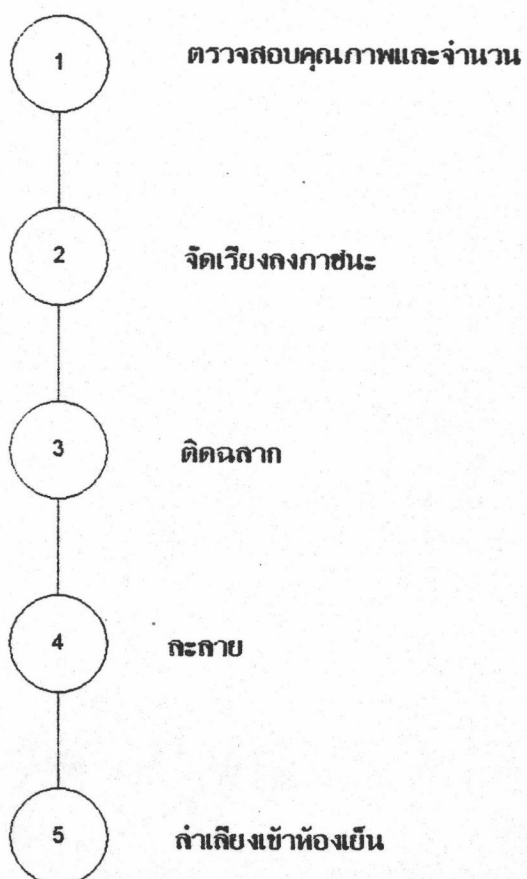 1 ตรวจสอบคุณภาพและจำนวน
2 จัดเรียงลงภาชนะ
3 ติดฉลาก
4 ละลาย
5 ลำเลียงเข้าห้องเย็น